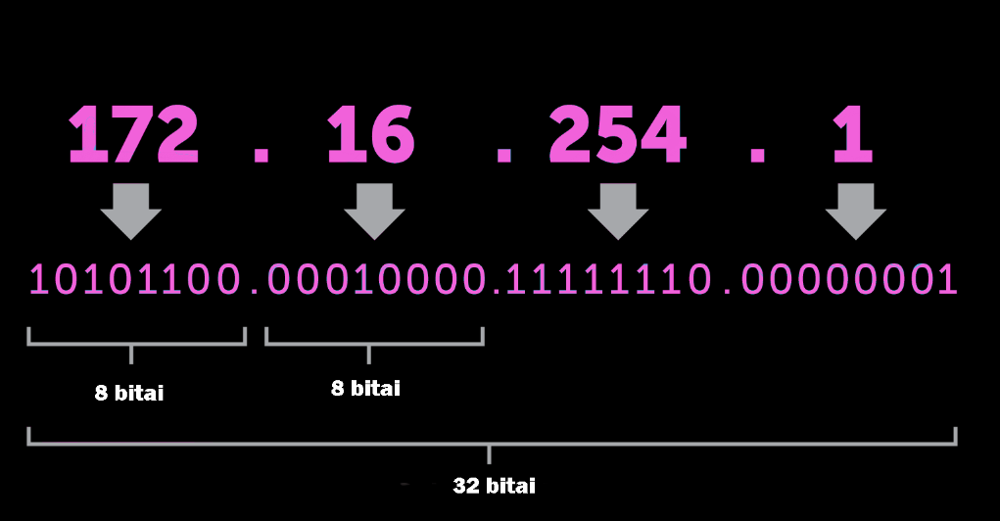 172 . 16 . 254 . 1
10101100.00010000.11111110.00000001
8 bitai 8 bitai
32 bitai